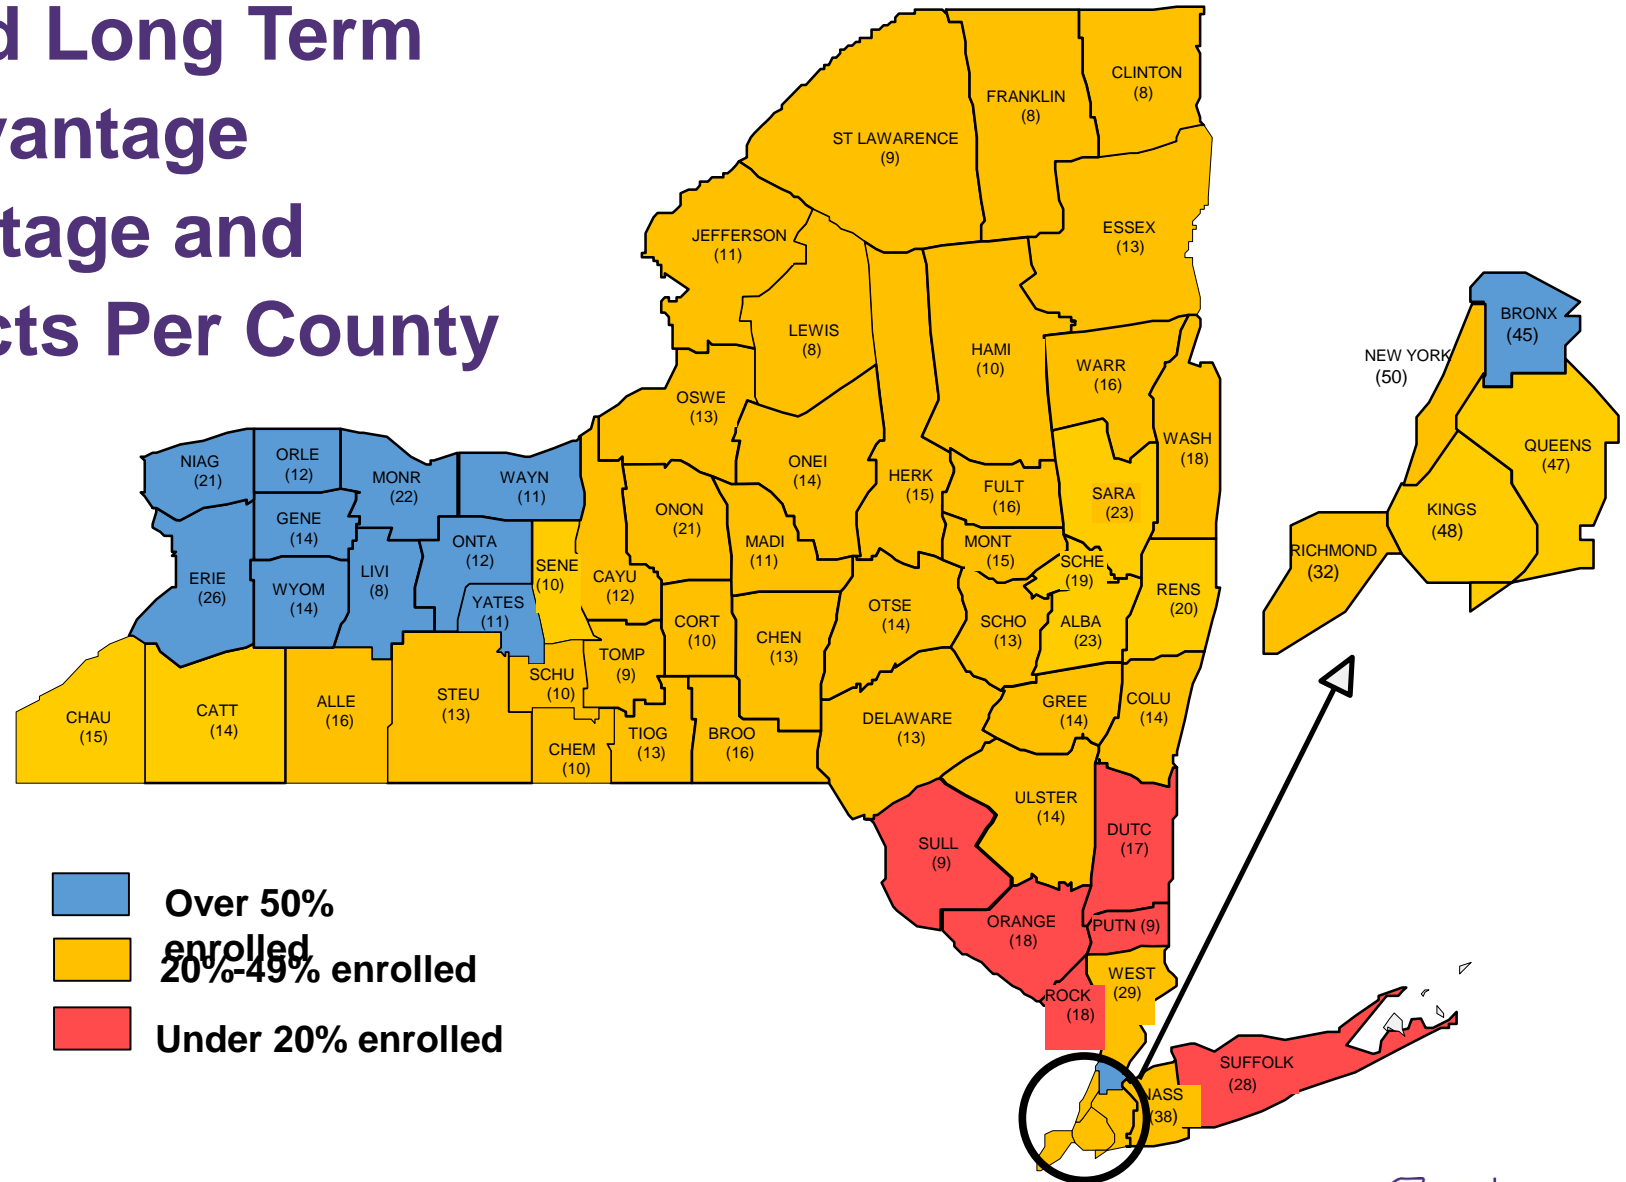 d Long Term
vantage
tage and
cts Per County
CLINTON
(8)
FRANKLIN
(8)
ST LAWARENCE
(9)
ESSEX
(13)
JEFFERSON
(11)
LEWIS
(8)
HAMI
(10)
WARR
(16)
WASH
(18)
OSWE
(13)
ONEI
(14)
HERK
(15)
FULT
(16)
SARA
(23)
NIAG
(21)
ORLE
(12)
MONR
(22)
WAYN
(11)
GENE
(14)
ONTA
(12)
SENE
(10)
CAYU
(12)
ONON
(21)
MADI
(11)
MONT
(15)
SCHE
(19)
ERIE
(26)
WYOM
(14)
LIVI
(8)
YATES
(11)
OTSE
(14)
SCHO
(13)
ALBA
(23)
RENS
(20)
CORT
(10)
CHEN
(13)
TOMP
(9)
SCHU
(10)
CHAU
(15)
CATT
(14)
ALLE
(16)
STEU
(13)
CHEM
(10)
TIOG
(13)
BROO
(16)
DELAWARE
(13)
GREE
(14)
COLU
(14)
ULSTER
(14)
SULL
(9)
DUTC
(17)
ORANGE
(18)
PUTN (9)
ROCK
(18)
WEST
(29)
NASS
(38)
SUFFOLK
(28)
BRONX
(45)
NEW YORK
(50)
QUEENS
(47)
KINGS
(48)
RICHMOND
(32)
Over 50%
enrolled
20%-49% enrolled
Under 20% enrolled